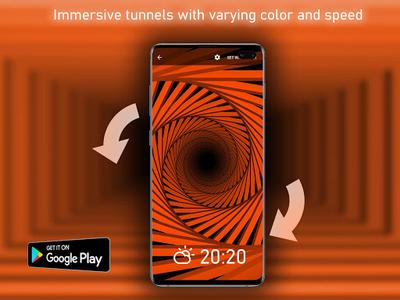 Immersive tunnels with varying color and speed
20:20
GET IT ON
Google Play